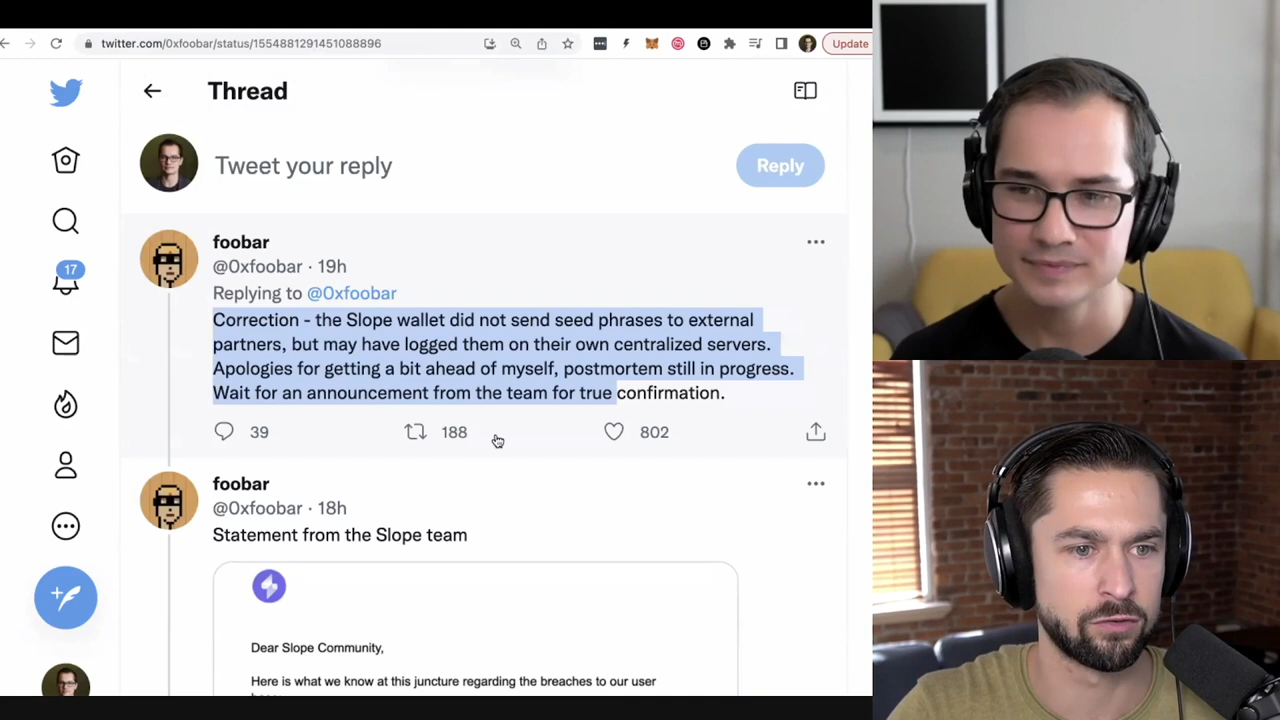 twitter.com/0xfoobar/status/1554881291451088896
Update
Thread
Tweet your reply
Reply
17
foobar
@0xfoobar · 19h
Replying to @0xfoobar
Correction - the Slope wallet did not send seed phrases to external
partners, but may have logged them on their own centralized servers.
Apologies for getting a bit ahead of myself, postmortem still in progress.
Wait for an announcement from the team for true confirmation.
39
188
802
foobar
@0xfoobar · 18h
Statement from the Slope team
Dear Slope Community,
Here is what we know at this juncture regarding the breaches to our user